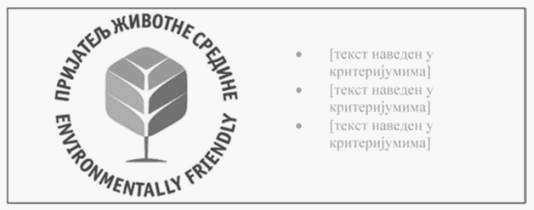 ПРИЈАТЕЉ ЖИВОТНЕ СРЕДИНЕ
ENVIRONMENTALLY FRIENDLY
• [текст наведен у
критеријумима]
• [текст наведен у
критеријумима]
• [текст наведен у
критеријумима]